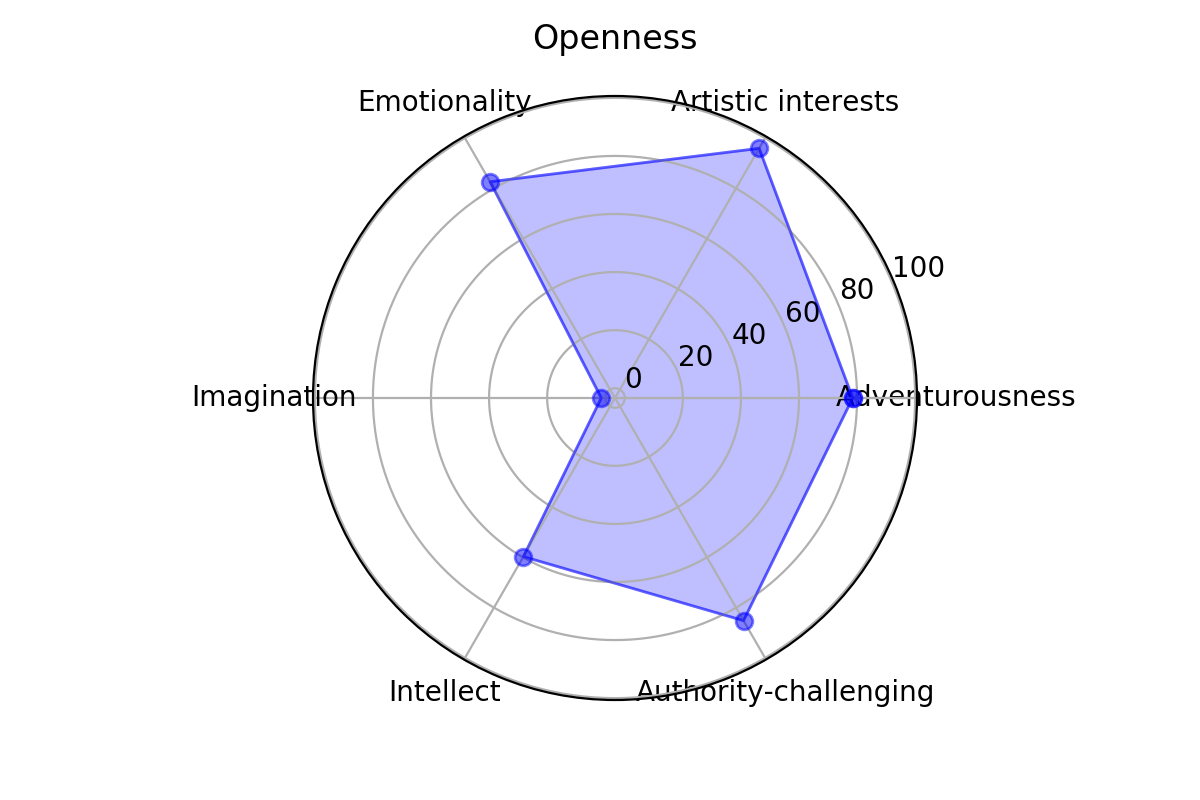 Openness
Emotionality
Artistic interests
100
80
60
40
20
0
Imagination
Adventurousness
Intellect
Authority-challenging